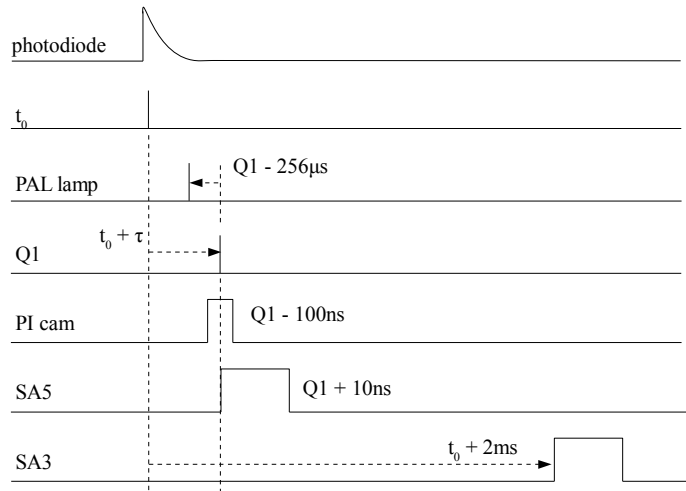 photodiode
t₀
Q1 - 256μs
PAL lamp
t₀ + τ
Q1
Q1 - 100ns
PI cam
Q1 + 10ns
SA5
t₀ + 2ms
SA3